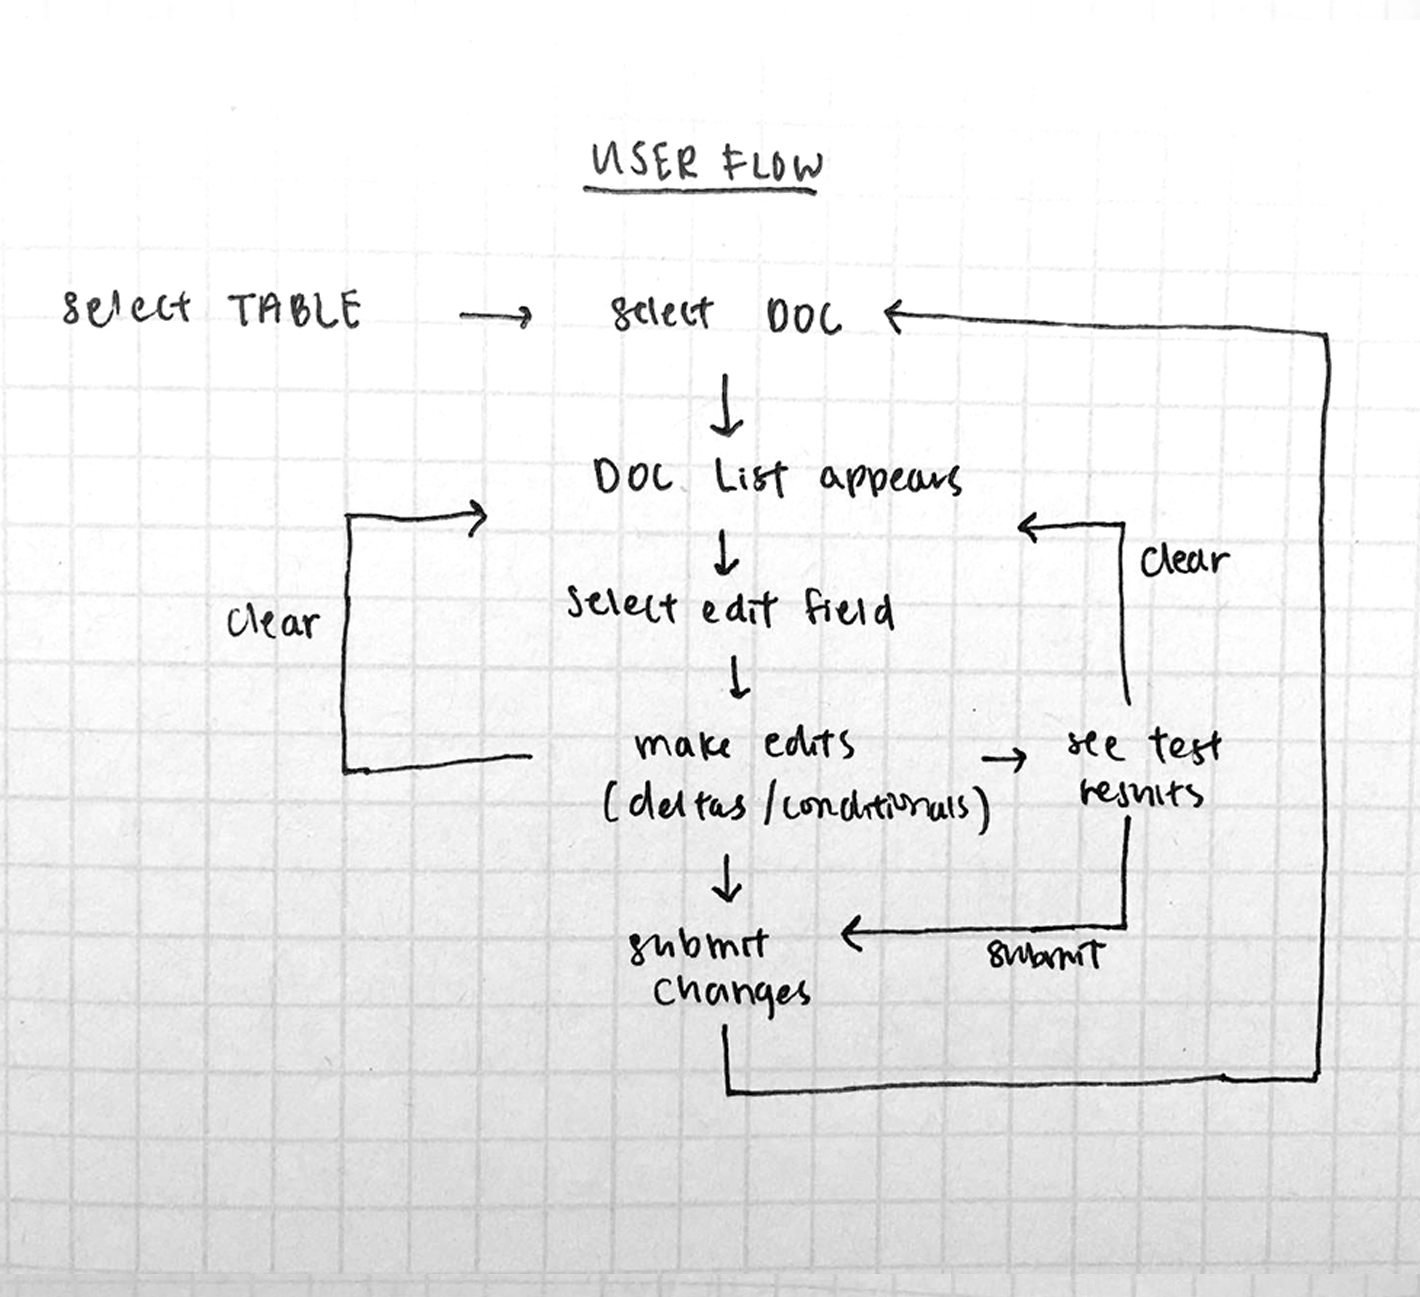 USER FLOW
select TABLE
select DOC
DOC List appears
clear
select edit field
clear
make edits
(deltas/conditionals)
see test
results
submit
changes
submit